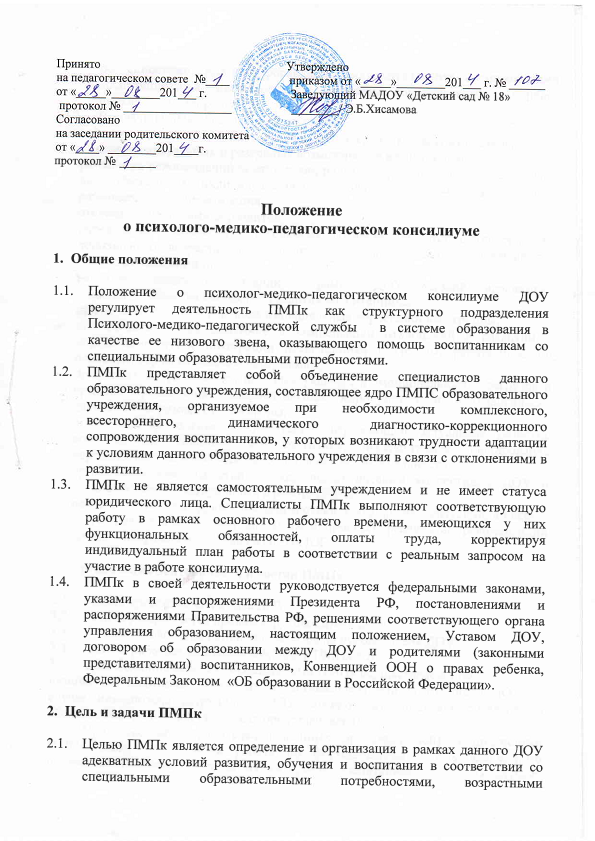 Принято Утверждено
на педагогическом совете № 1 приказом от « 28 » 08 2014 г. № 107
от « 28 » 08 2014 г. Заведующий МАДОУ «Детский сад № 18»
протокол № 1 Э.Б.Хисамова
Согласовано
на заседании родительского комитета
от « 28 » 08 2014 г.
протокол № 1
Положение
о психолого-медико-педагогическом консилиуме
1. Общие положения
1.1. Положение о психолог-медико-педагогическом консилиуме ДОУ
регулирует деятельность ПМПк как структурного подразделения
Психолого-медико-педагогической службы в системе образования в
качестве ее низового звена, оказывающего помощь воспитанникам со
специальными образовательными потребностями.
1.2. ПМПк представляет собой объединение специалистов данного
образовательного учреждения, составляющее ядро ПМПС образовательного
учреждения, организуемое при необходимости комплексного,
всестороннего, динамического диагностико-коррекционного
сопровождения воспитанников, у которых возникают трудности адаптации
к условиям данного образовательного учреждения в связи с отклонениями в
развитии.
1.3. ПМПк не является самостоятельным учреждением и не имеет статуса
юридического лица. Специалисты ПМПк выполняют соответствующую
работу в рамках основного рабочего времени, имеющихся у них
функциональных обязанностей, оплаты труда, корректируя
индивидуальный план работы в соответствии с реальным запросом на
участие в работе консилиума.
1.4. ПМПк в своей деятельности руководствуется федеральными законами,
указами и распоряжениями Президента РФ, постановлениями и
распоряжениями Правительства РФ, решениями соответствующего органа
управления образованием, настоящим положением, Уставом ДОУ,
договором об образовании между ДОУ и родителями (законными
представителями) воспитанников, Конвенцией ООН о правах ребенка,
Федеральным Законом «ОБ образовании в Российской Федерации».
2. Цель и задачи ПМПк
2.1. Целью ПМПк является определение и организация в рамках данного ДОУ
адекватных условий развития, обучения и воспитания в соответствии со
специальными образовательными потребностями, возрастными